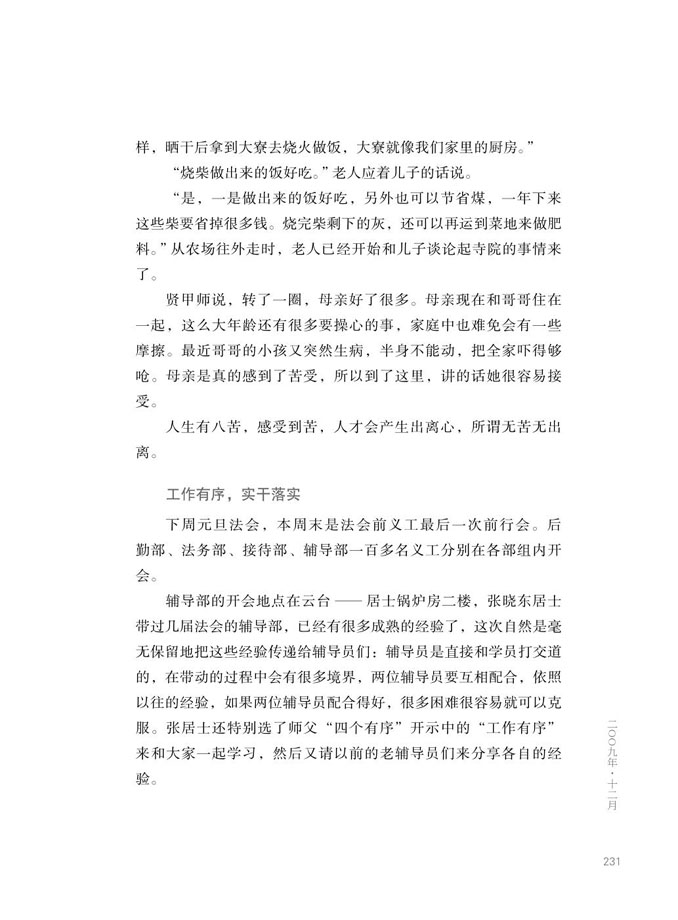 样，晒干后拿到大寮去烧火做饭，大寮就像我们家里的厨房。”
“烧柴做出来的饭好吃。”老人应着儿子的话说。
“是，一是做出来的饭好吃，另外也可以节省煤，一年下来
这些柴要省掉很多钱。烧完柴剩下的灰，还可以再运到菜地来做肥
料。”从农场往外走时，老人已经开始和儿子谈论起寺院的事情来
了。
贤甲师说，转了一圈，母亲好了很多。母亲现在和哥哥住在
一起，这么大年龄还有很多要操心的事，家庭中也难免会有一些
摩擦。最近哥哥的小孩又突然生病，半身不能动，把全家吓得够
呛。母亲是真的感到了苦受，所以到了这里，讲的话她很容易接
受。
人生有八苦，感受到苦，人才会产生出离心，所谓无苦无出
离。
工作有序，实干落实
下周元旦法会，本周末是法会前义工最后一次前行会。后
勤部、法务部、接待部、辅导部一百多名义工分别在各部组内开
会。
辅导部的开会地点在云台——居士锅炉房二楼，张晓东居士
带过几届法会的辅导部，已经有很多成熟的经验了，这次自然是毫
无保留地把这些经验传递给辅导员们：辅导员是直接和学员打交道
的，在带动的过程中会有很多境界，两位辅导员要互相配合，依照
以往的经验，如果两位辅导员配合得好，很多困难很容易就可以克
服。张居士还特别选了师父“四个有序”开示中的“工作有序”
来和大家一起学习，然后又请以前的老辅导员们来分享各自的经
验。
二〇〇九年·十二月
231